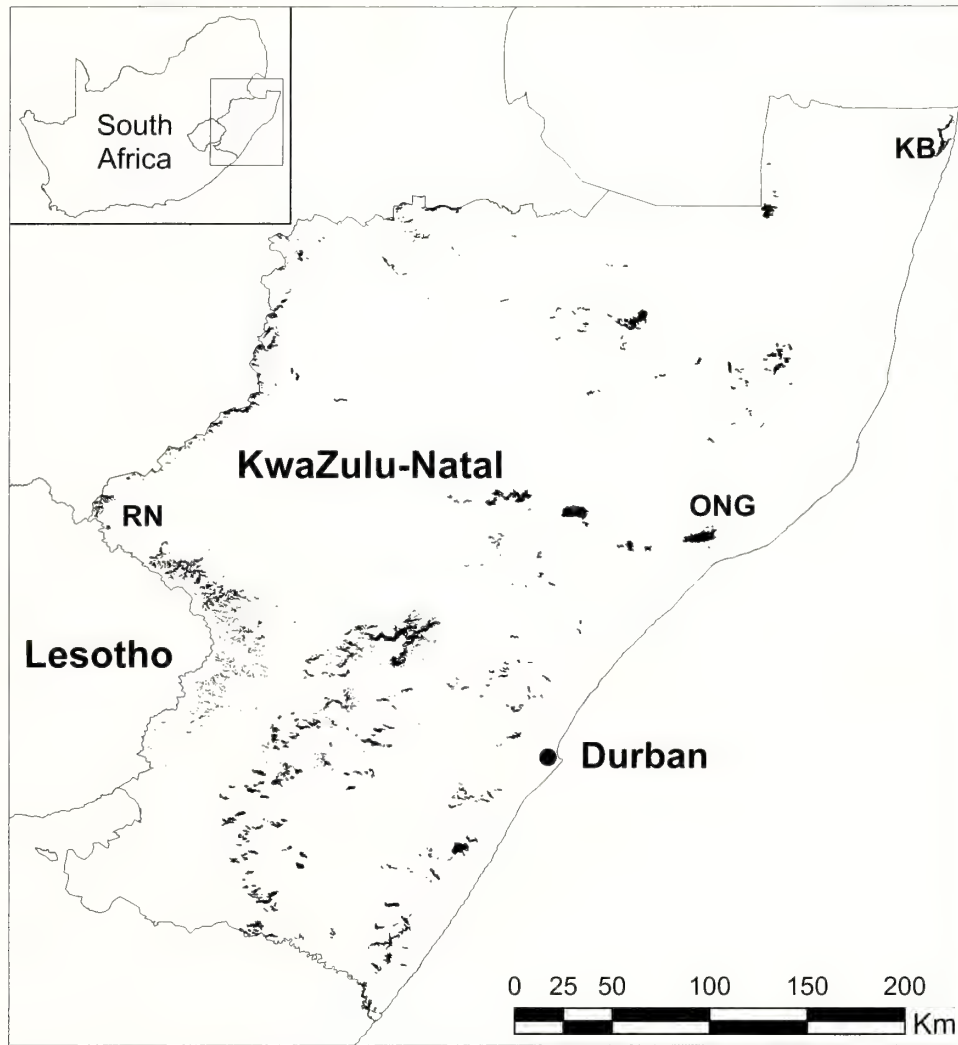 South
Africa
KB
KwaZulu-Natal
RN
ONG
Lesotho
Durban
0 25 50 100 150 200
Km